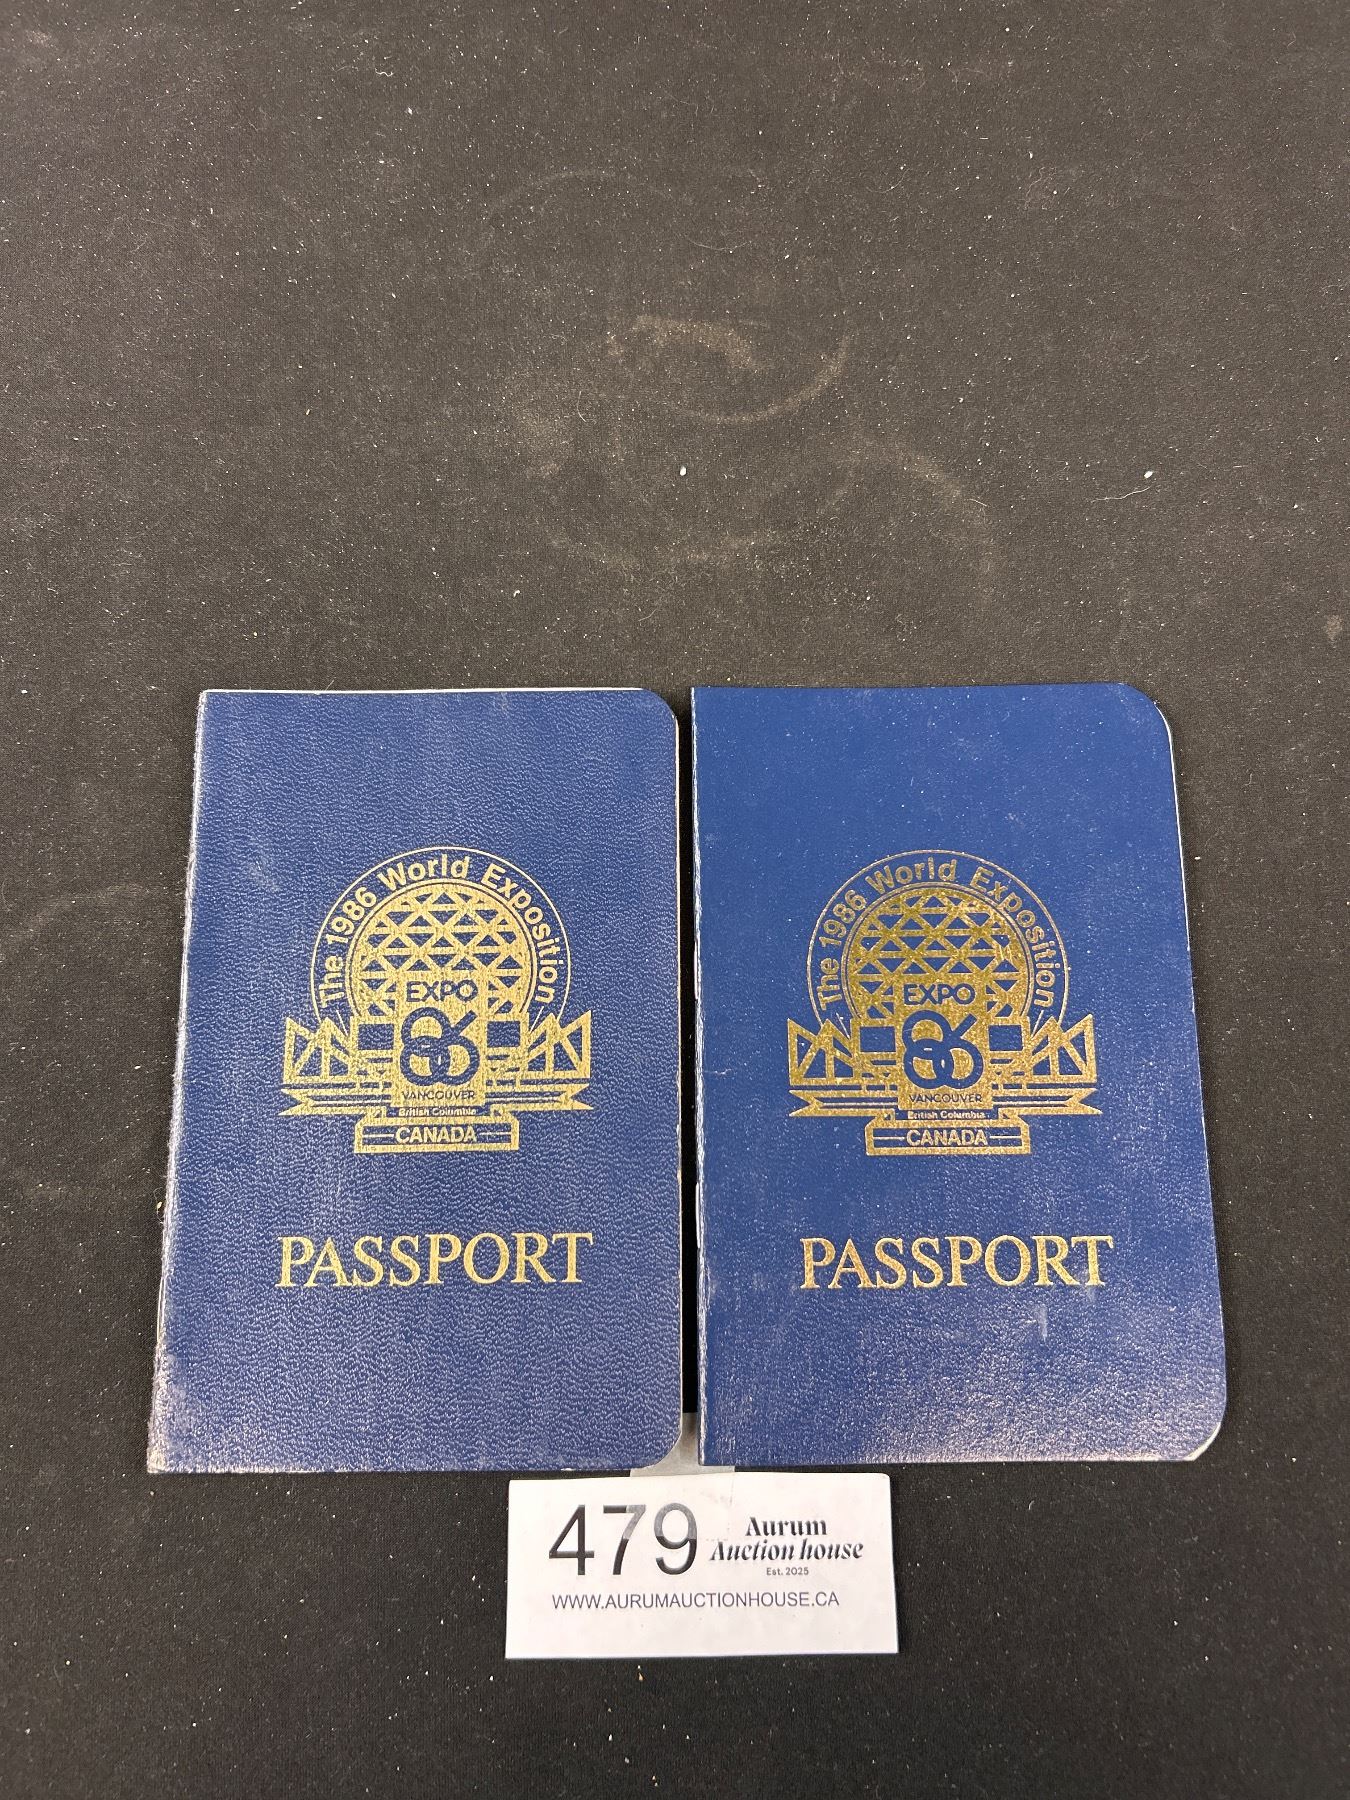 The 1986 World Exposition
EXPO
86
VANCOUVER
British Columbia
CANADA
PASSPORT
The 1986 World Exposition
EXPO
86
VANCOUVER
British Columbia
CANADA
PASSPORT
479
Aurum
Auction house
Est. 2025
WWW.AURUMAUCTIONHOUSE.CA